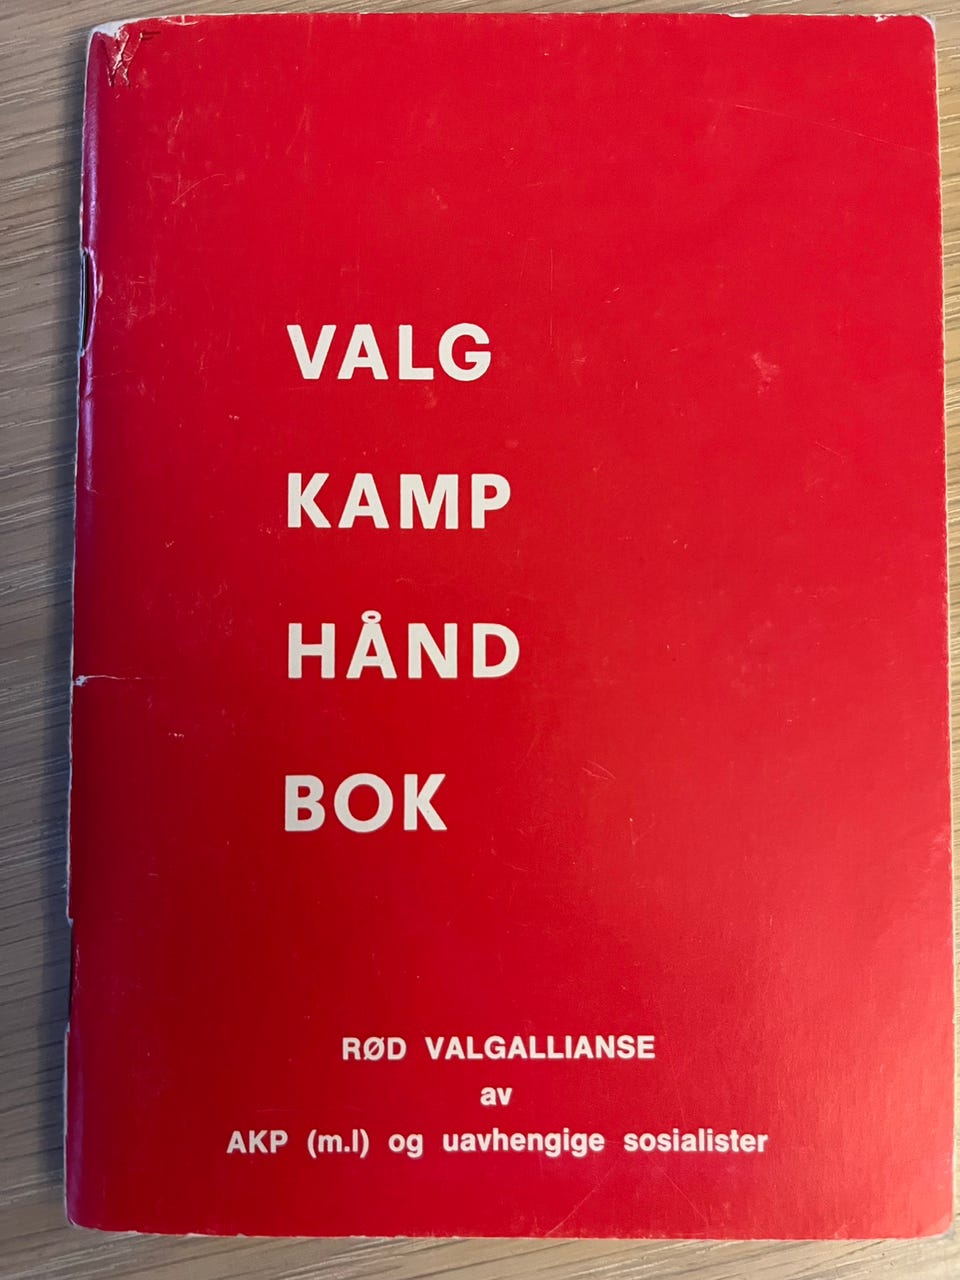 VALG
KAMP
HÅND
BOK
RØD VALGALLIANSE
av
AKP (m.l) og uavhengige sosialister